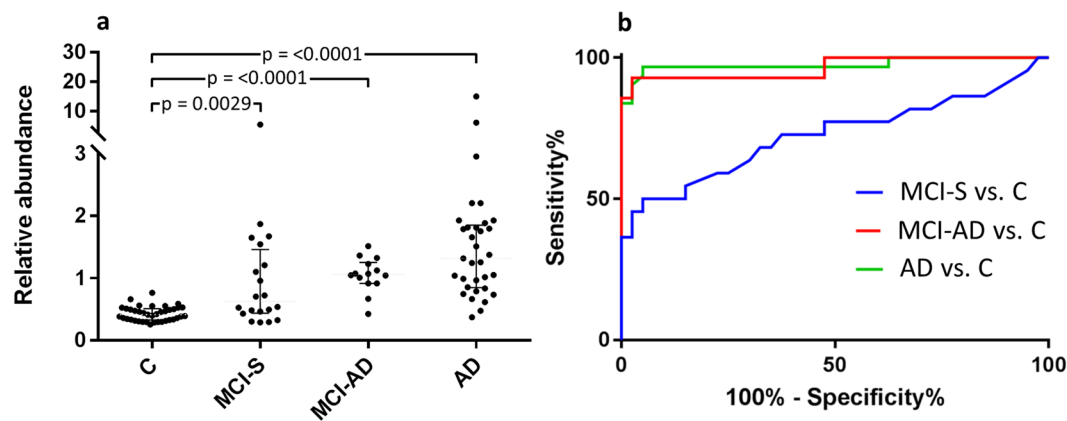 a
Relative abundance
30
20
10
3
2
1
0
p = <0.0001
p = <0.0001
p = 0.0029
C
MCI-S
MCI-AD
AD
b
Sensitivity%
100
50
0
MCI-S vs. C
MCI-AD vs. C
AD vs. C
0
50
100
100% - Specificity%